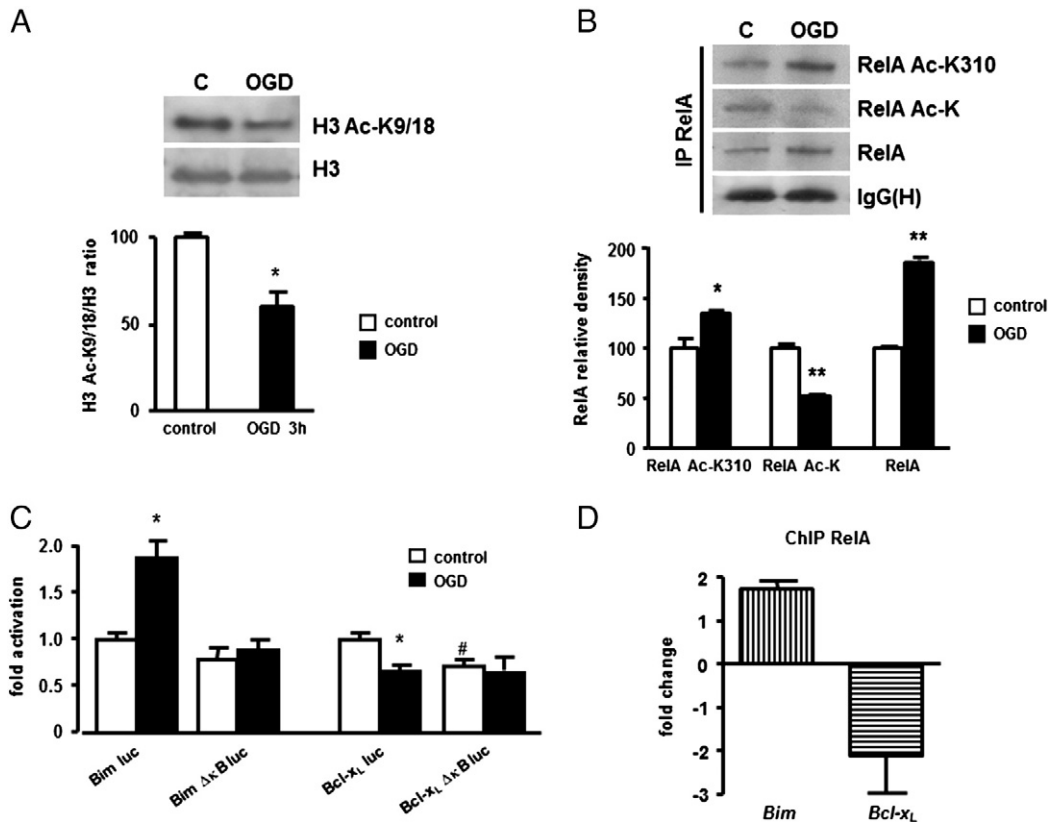 A
C OGD
H3 Ac-K9/18
H3
H3 Ac-K9/18/H3 ratio
100
50
0
*
control
OGD 3h
control
OGD
B
C OGD
IP RelA
RelA Ac-K310
RelA Ac-K
RelA
IgG(H)
RelA relative density
200
150
100
50
0
*
**
**
RelA Ac-K310
RelA Ac-K
RelA
control
OGD
C
fold activation
2.0
1.5
1.0
0.5
0
*
*
#
control
OGD
Bim luc
Bim ΔκB luc
Bcl-xL luc
Bcl-xL ΔκB luc
D
ChIP RelA
fold change
2
1
0
-1
-2
-3
Bim
Bcl-xL